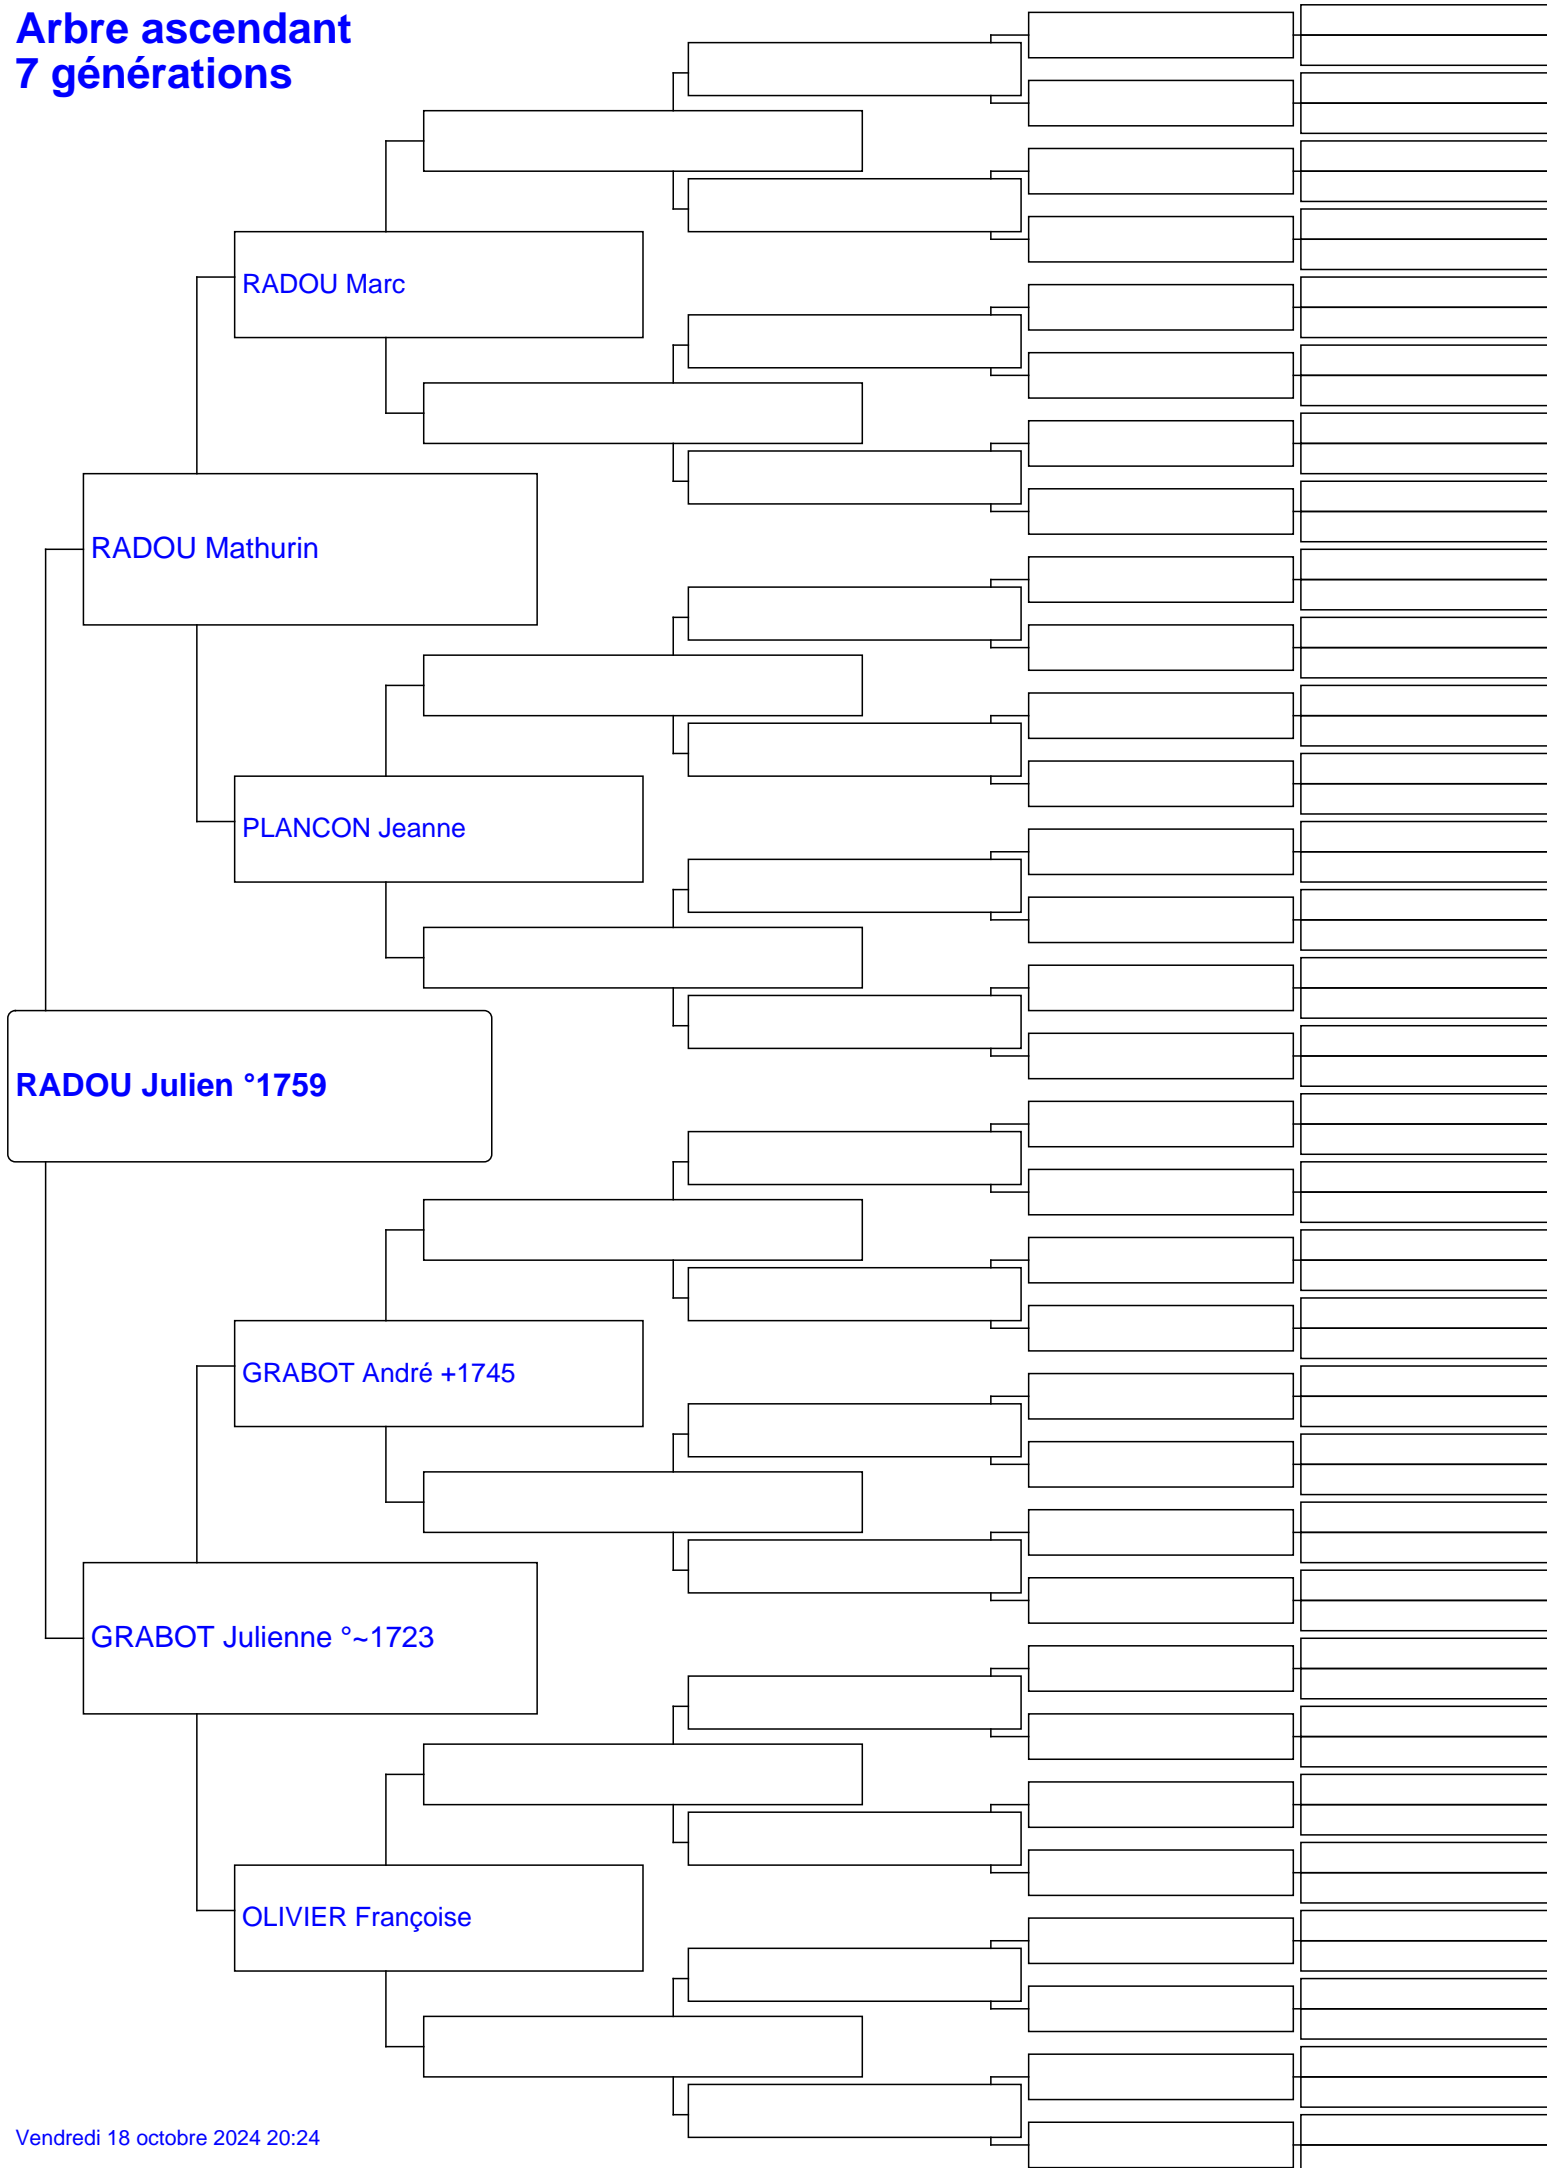 Arbre ascendant
7 générations
RADOU Marc
RADOU Mathurin
PLANCON Jeanne
RADOU Julien °1759
GRABOT André +1745
GRABOT Julienne °~1723
OLIVIER Françoise
Vendredi 18 octobre 2024 20:24